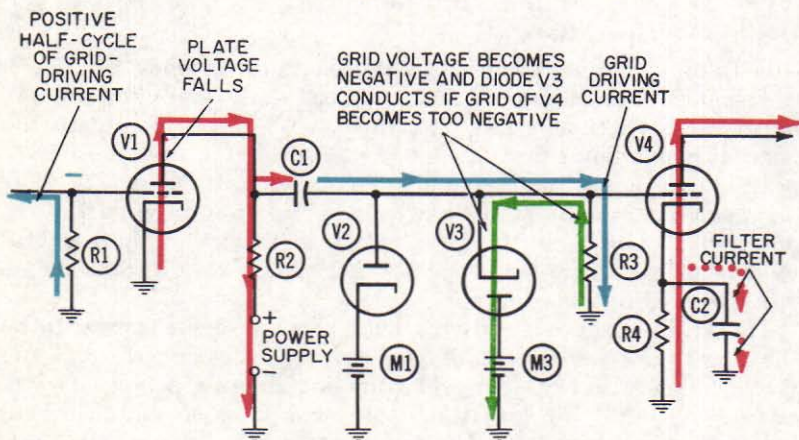 POSITIVE
HALF-CYCLE
OF GRID-
DRIVING
CURRENT
PLATE
VOLTAGE
FALLS
GRID VOLTAGE BECOMES
NEGATIVE AND DIODE V3
CONDUCTS IF GRID OF V4
BECOMES TOO NEGATIVE
GRID
DRIVING
CURRENT
V1
C1
V4
−
R1
R2
V2
V3
R3
FILTER
CURRENT
C2
+
POWER
SUPPLY
−
M1
M3
R4